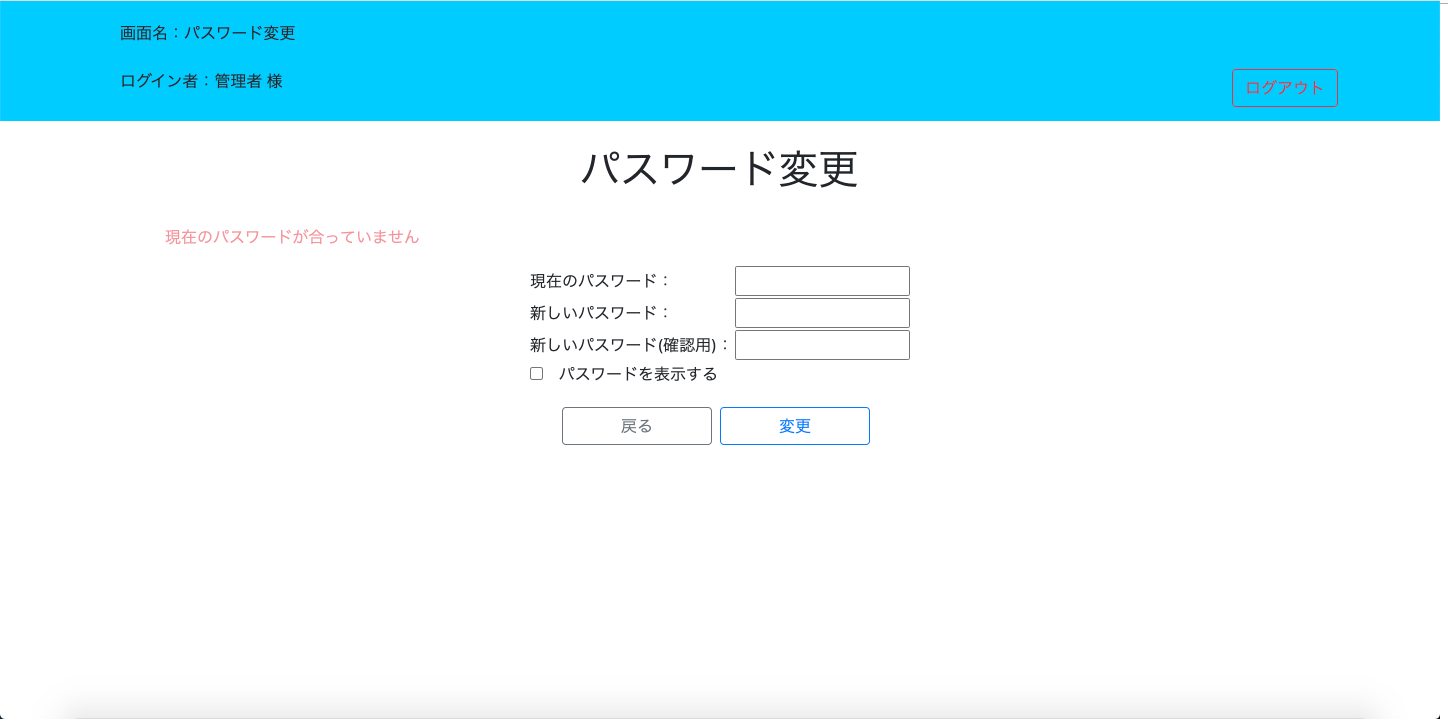 画面名：パスワード変更
ログイン者：管理者 様
ログアウト
パスワード変更
現在のパスワードが合っていません
現在のパスワード：
新しいパスワード：
新しいパスワード(確認用)：
パスワードを表示する
戻る
変更